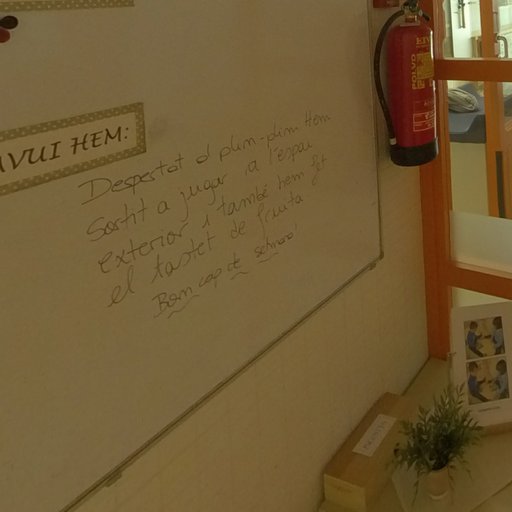 AVUI HEM:
Despertat al plim-plim Hem
sortit a jugar a l'espai
exterior i també hem fet
el tastet de fruita
Bon cap de setmana!
POLVO